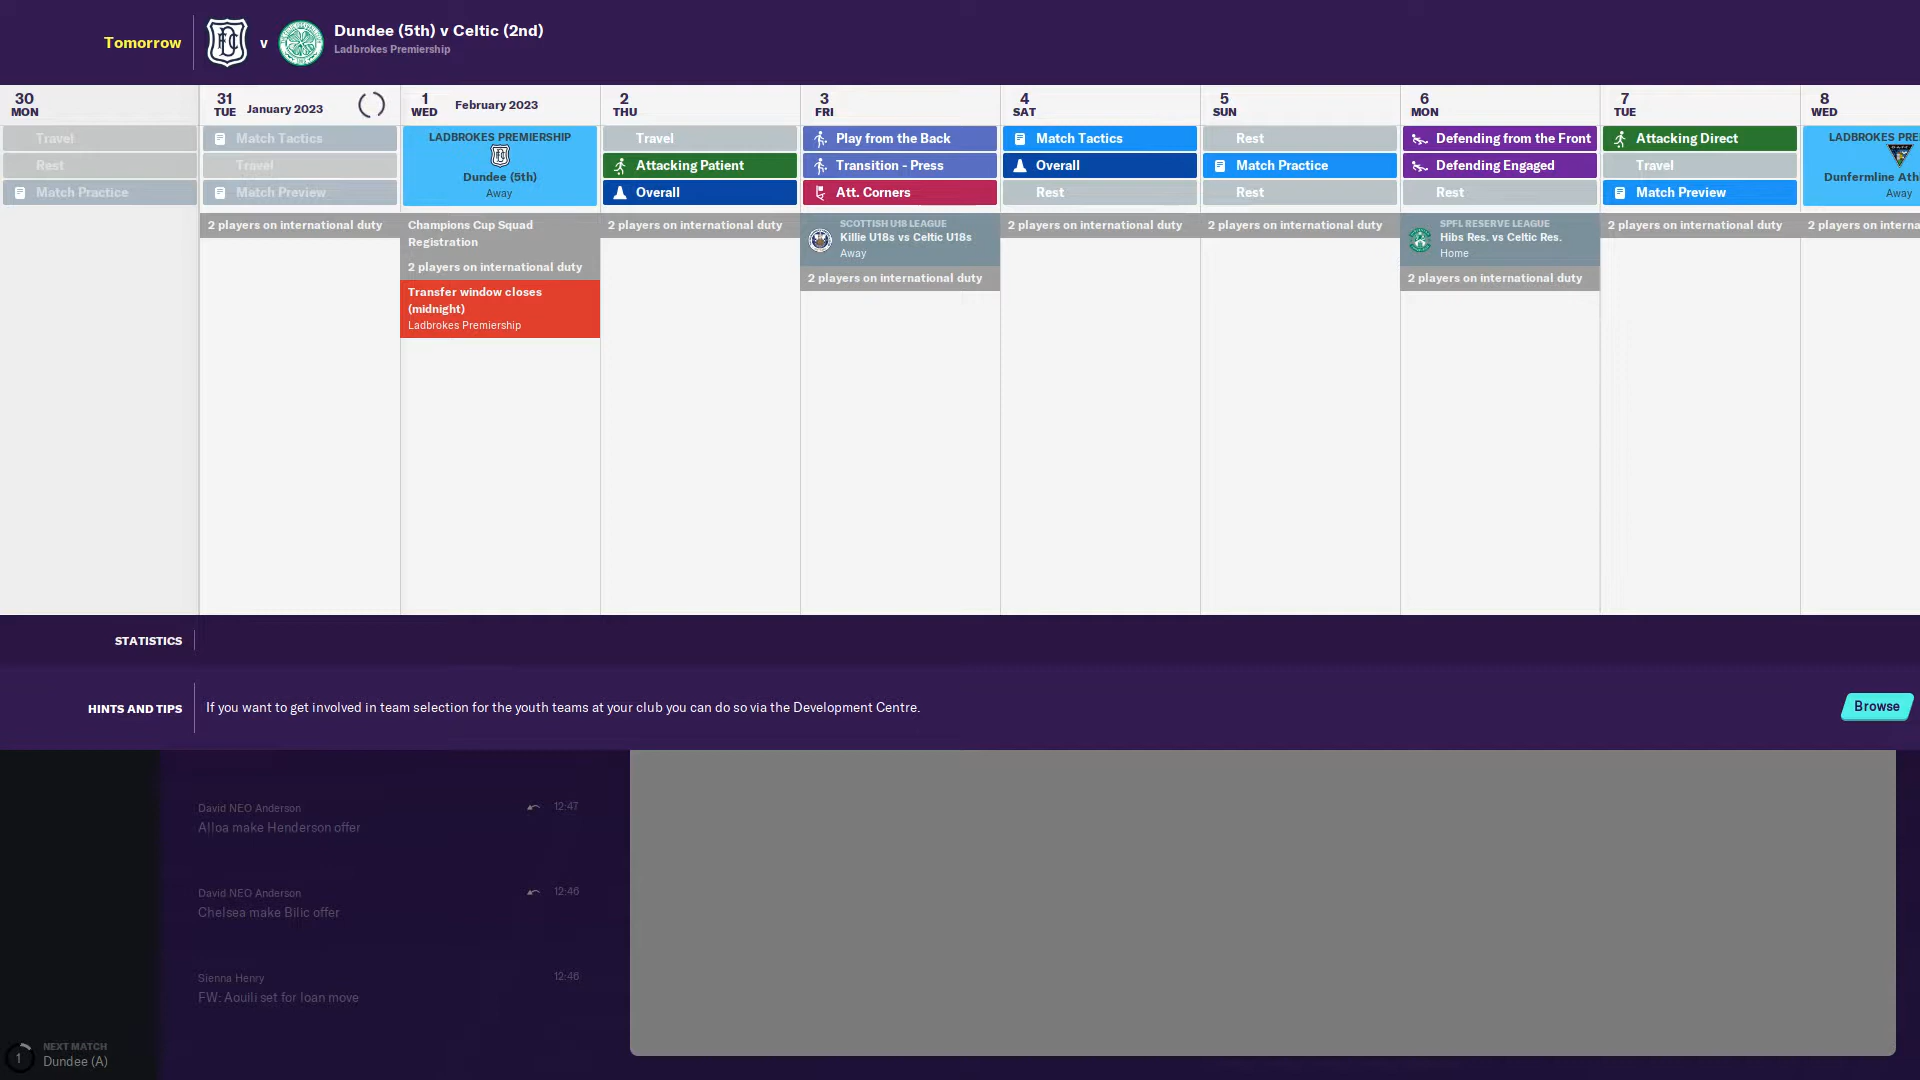 Tomorrow
v
Dundee (5th) v Celtic (2nd)
Ladbrokes Premiership
30
MON
Travel
Rest
Match Practice
31
TUE
January 2023
Match Tactics
Travel
Match Preview
2 players on international duty
1
WED
February 2023
LADBROKES PREMIERSHIP
Dundee (5th)
Away
Champions Cup Squad
Registration
2 players on international duty
Transfer window closes
(midnight)
Ladbrokes Premiership
2
THU
Travel
Attacking Patient
Overall
2 players on international duty
3
FRI
Play from the Back
Transition - Press
Att. Corners
SCOTTISH U18 LEAGUE
Killie U18s vs Celtic U18s
Away
2 players on international duty
4
SAT
Match Tactics
Overall
Rest
2 players on international duty
5
SUN
Rest
Match Practice
Rest
2 players on international duty
6
MON
Defending from the Front
Defending Engaged
Rest
SPFL RESERVE LEAGUE
Hibs Res. vs Celtic Res.
Home
2 players on international duty
7
TUE
Attacking Direct
Travel
Match Preview
2 players on international duty
8
WED
LADBROKES PRE
Dunfermline Ath
Away
2 players on interna
STATISTICS
HINTS AND TIPS
If you want to get involved in team selection for the youth teams at your club you can do so via the Development Centre.
Browse
David NEO Anderson
12:47
Alloa make Henderson offer
David NEO Anderson
12:46
Chelsea make Bilic offer
Sienna Henry
12:46
FW: Aouili set for loan move
1
NEXT MATCH
Dundee (A)